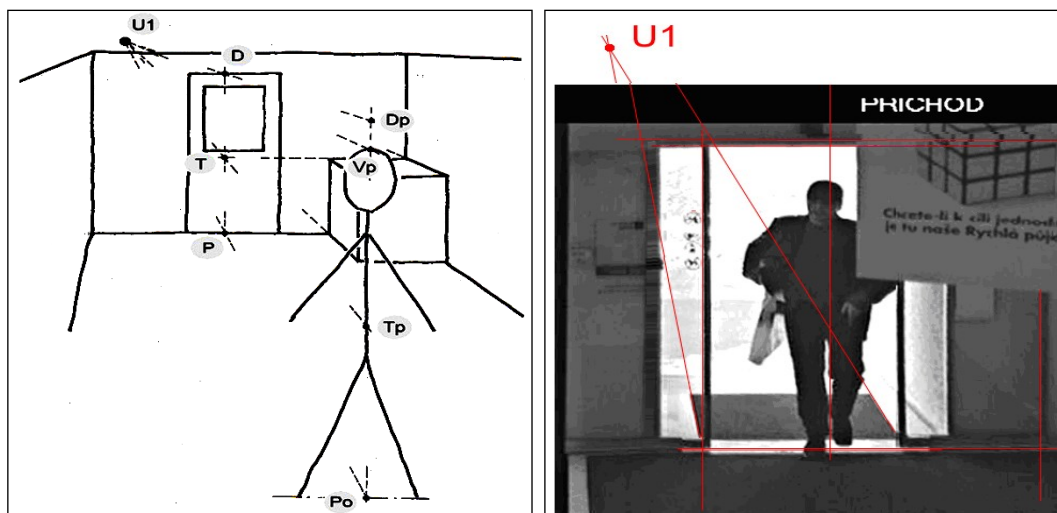 U1
D
Dp
T
Vp
P
Tp
Po
U1
PRICHOD
Chcete-li k cíli jednod
je tu naše Rychlá půjč